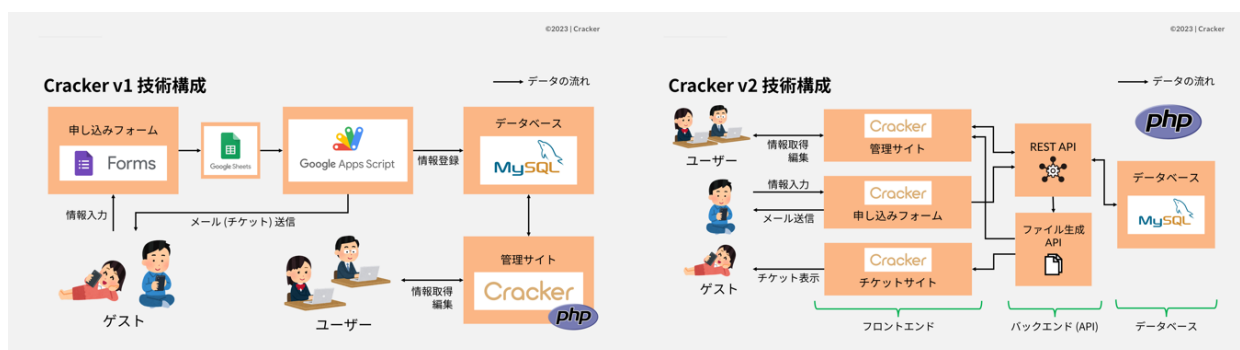 ©2023 | Cracker
Cracker v1 技術構成
データの流れ
申し込みフォーム
Forms
Google Sheets
Google Apps Script
情報登録
データベース
MySQL
情報入力
メール (チケット) 送信
ゲスト
ユーザー
情報取得
編集
管理サイト
Cracker
php
©2023 | Cracker
Cracker v2 技術構成
データの流れ
php
ユーザー
情報取得
編集
Cracker
管理サイト
REST API
情報入力
メール送信
Cracker
申し込みフォーム
データベース
MySQL
ファイル生成
API
ゲスト
チケット表示
Cracker
チケットサイト
フロントエンド
バックエンド (API)
データベース